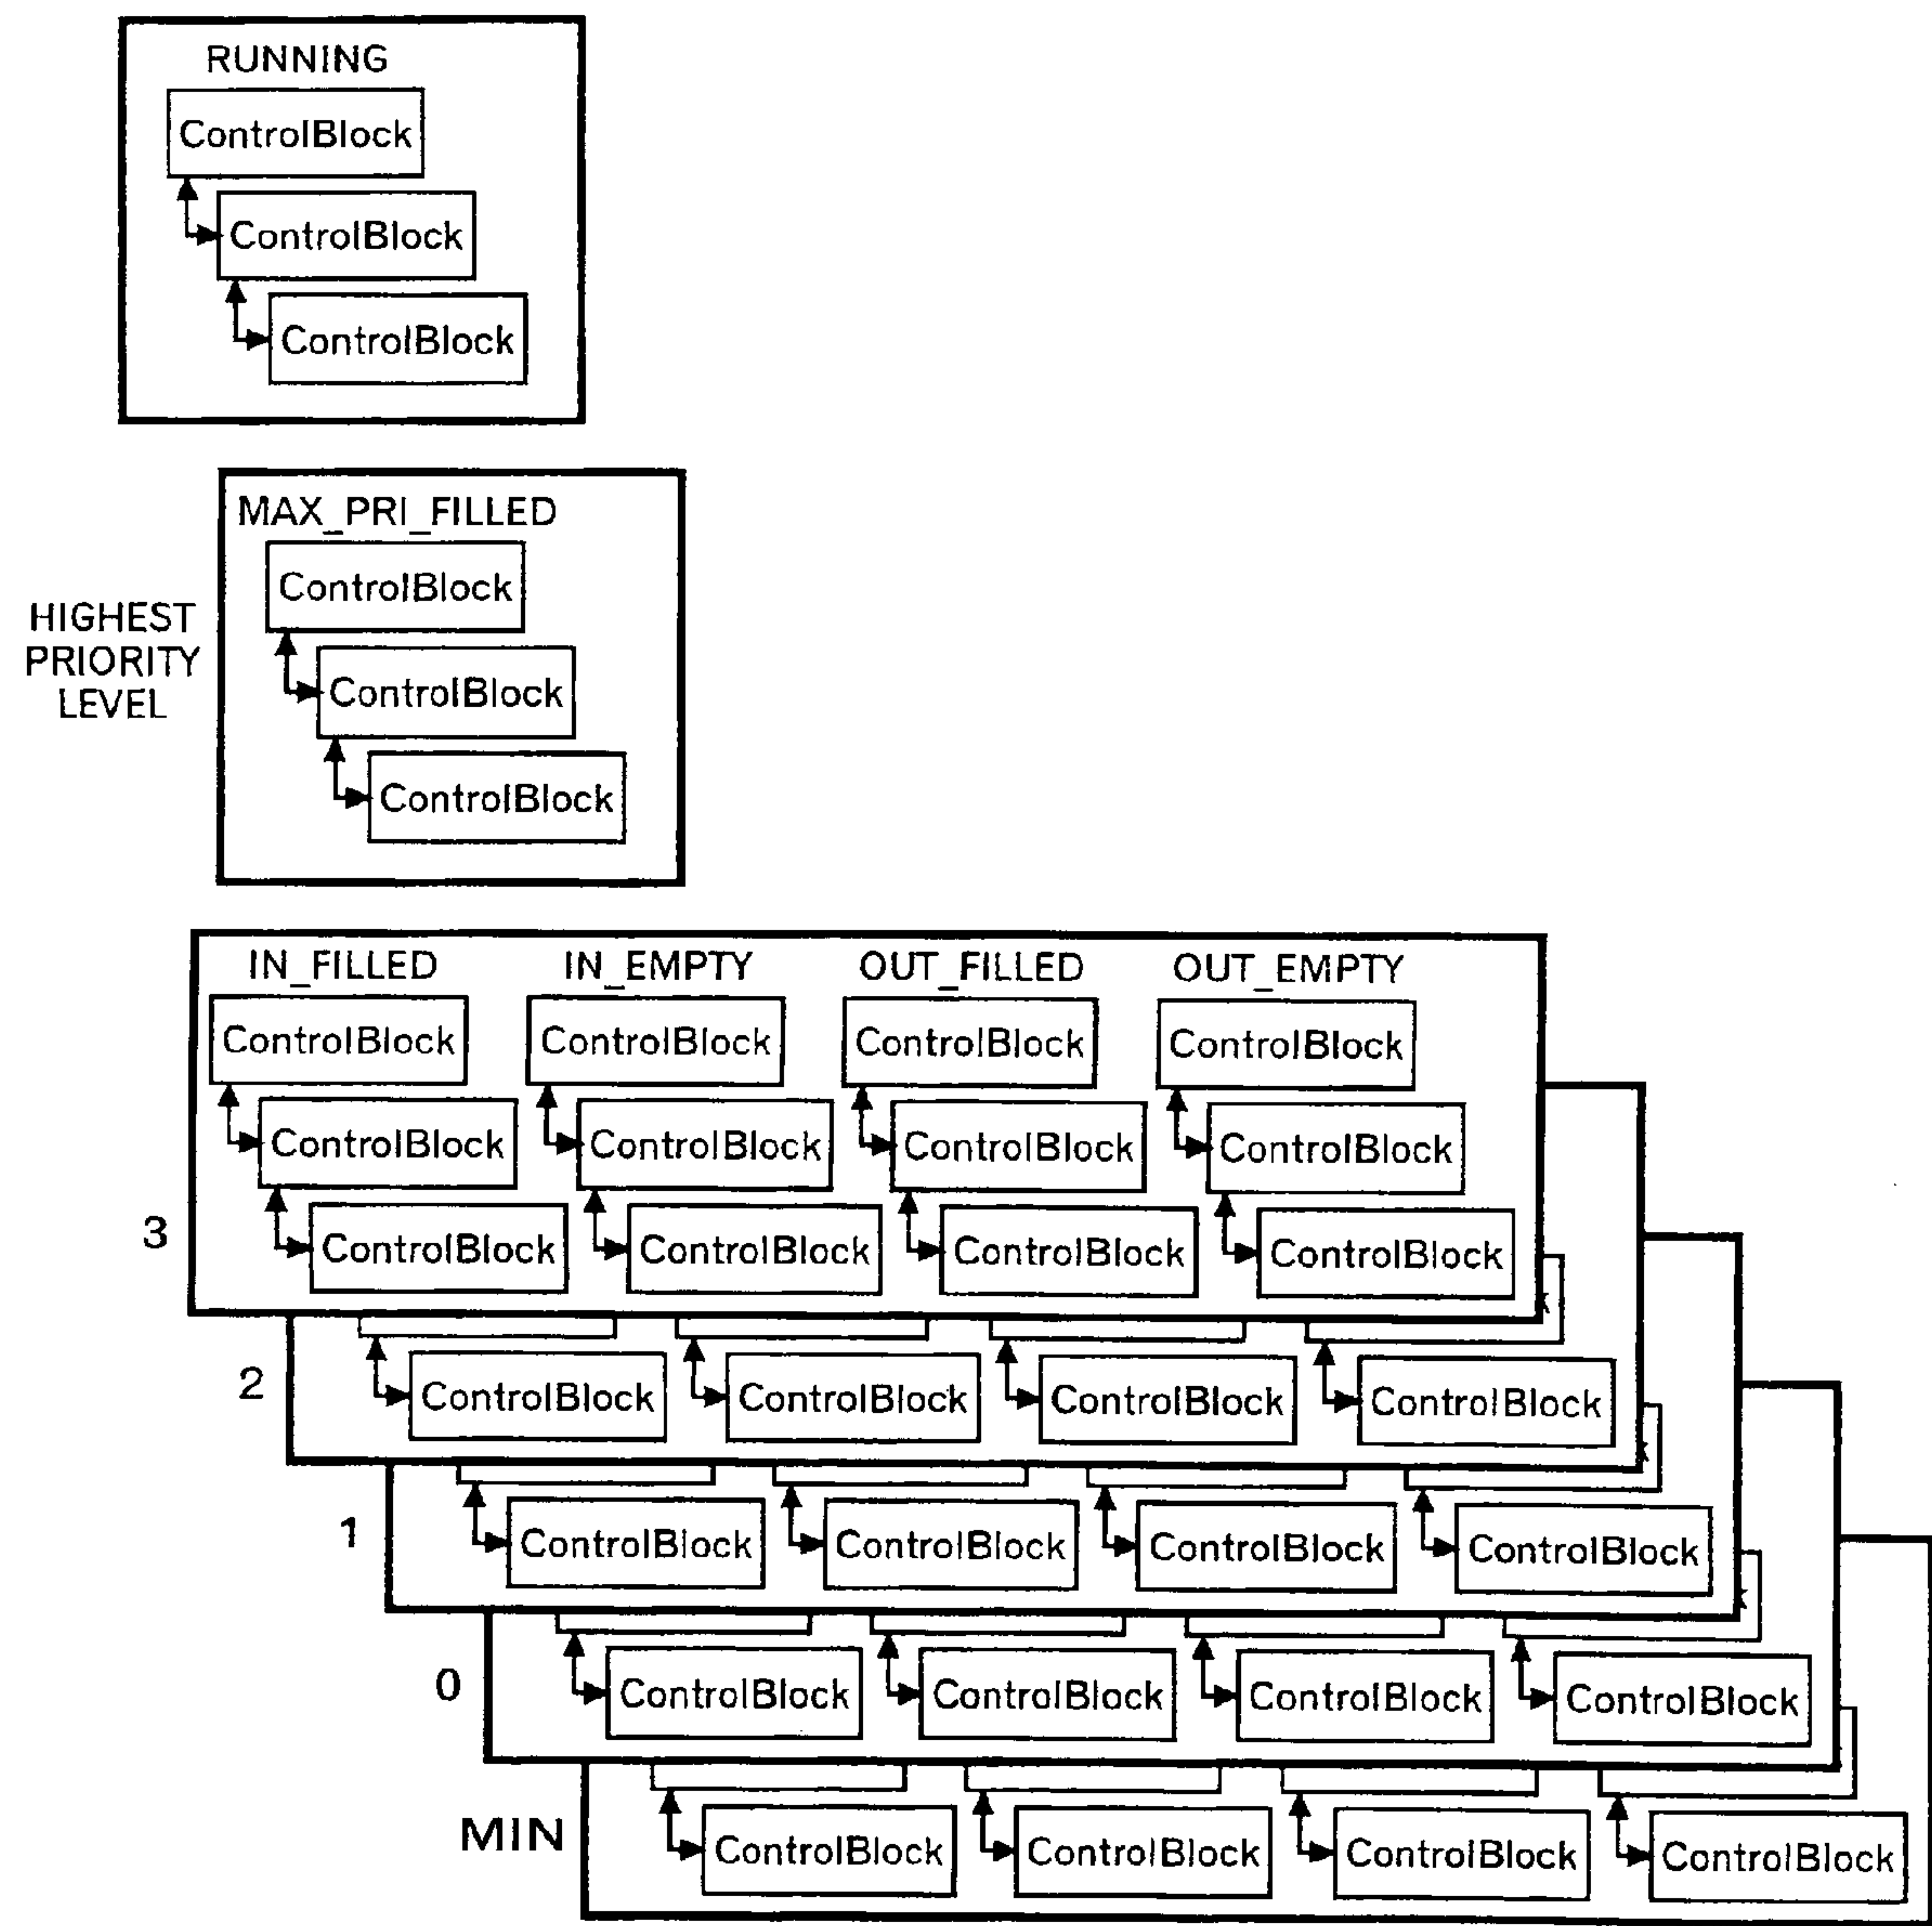 RUNNING
ControlBlock
ControlBlock
ControlBlock
MAX_PRI_FILLED
ControlBlock
HIGHEST
PRIORITY
LEVEL
ControlBlock
ControlBlock
IN_FILLED IN_EMPTY OUT_FILLED OUT_EMPTY
ControlBlock ControlBlock ControlBlock ControlBlock
ControlBlock ControlBlock ControlBlock ControlBlock
3
ControlBlock ControlBlock ControlBlock ControlBlock
2
ControlBlock ControlBlock ControlBlock ControlBlock
1
ControlBlock ControlBlock ControlBlock ControlBlock
0
ControlBlock ControlBlock ControlBlock ControlBlock
MIN
ControlBlock ControlBlock ControlBlock ControlBlock